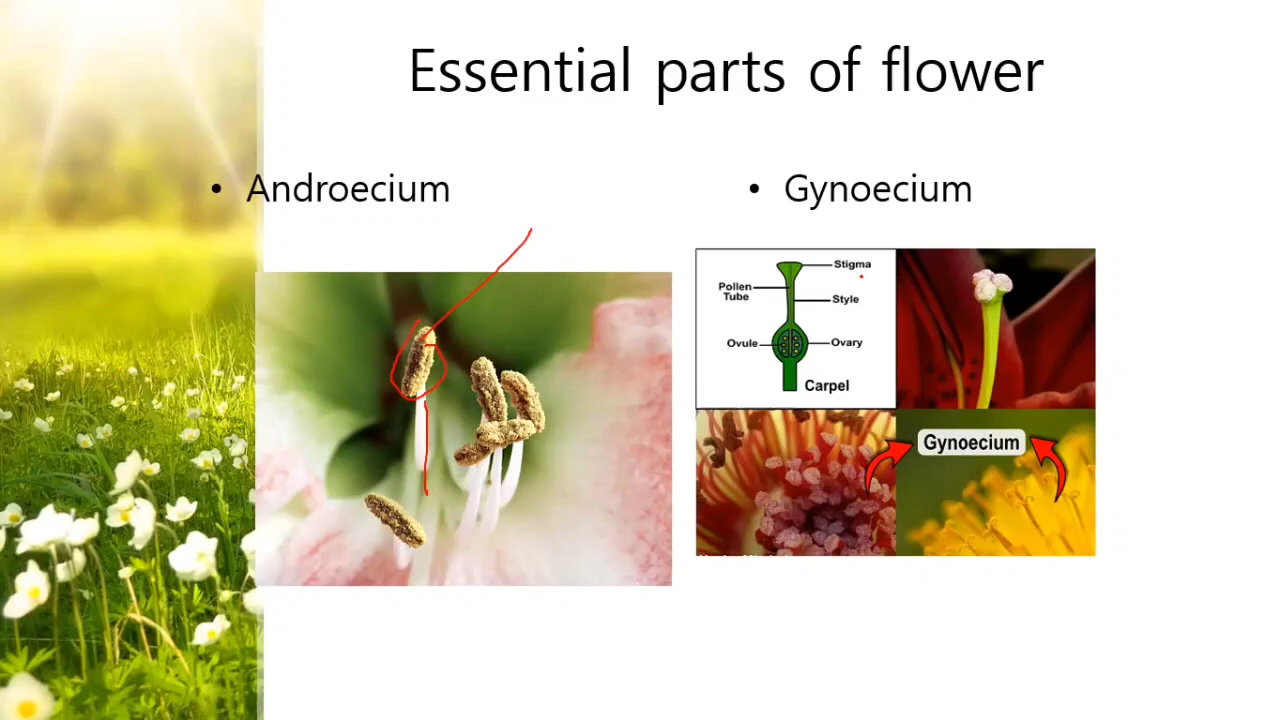 Essential parts of flower
• Androecium
• Gynoecium
Stigma
Pollen
Tube
Style
Ovule
Ovary
Carpel
Gynoecium